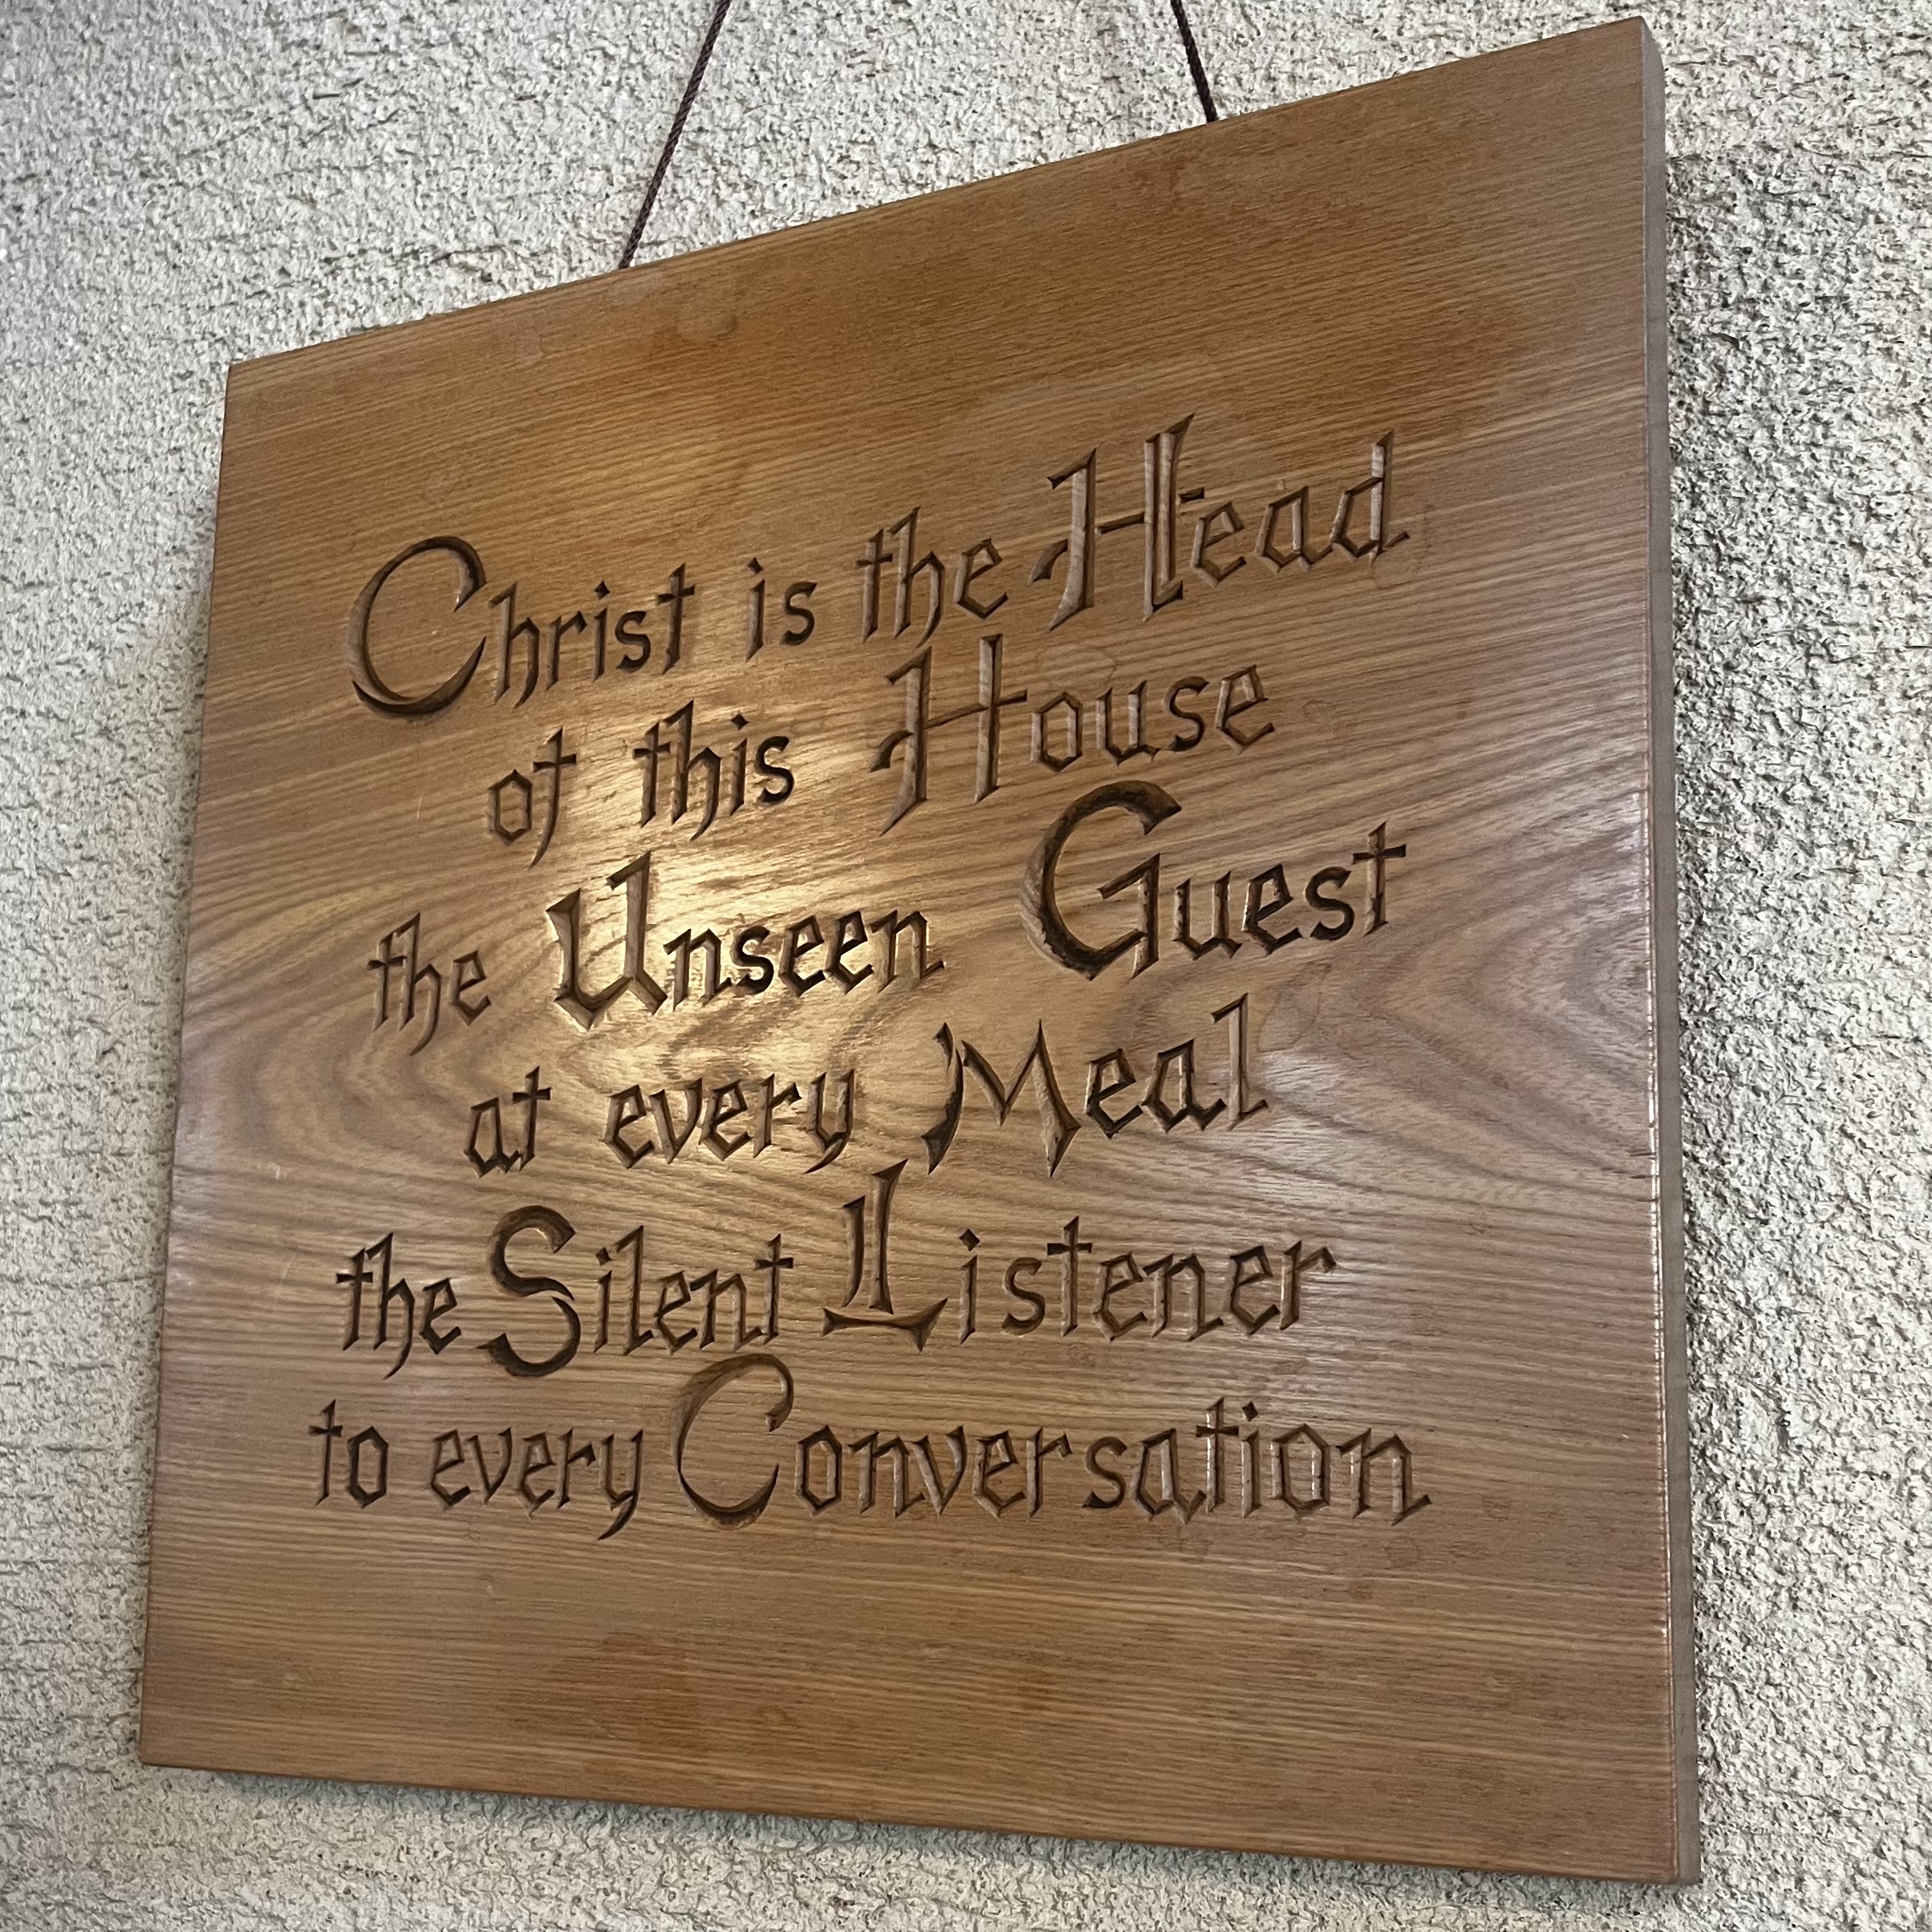 Christ is the Head
of this House
the Unseen Guest
at every Meal
the Silent Listener
to every Conversation